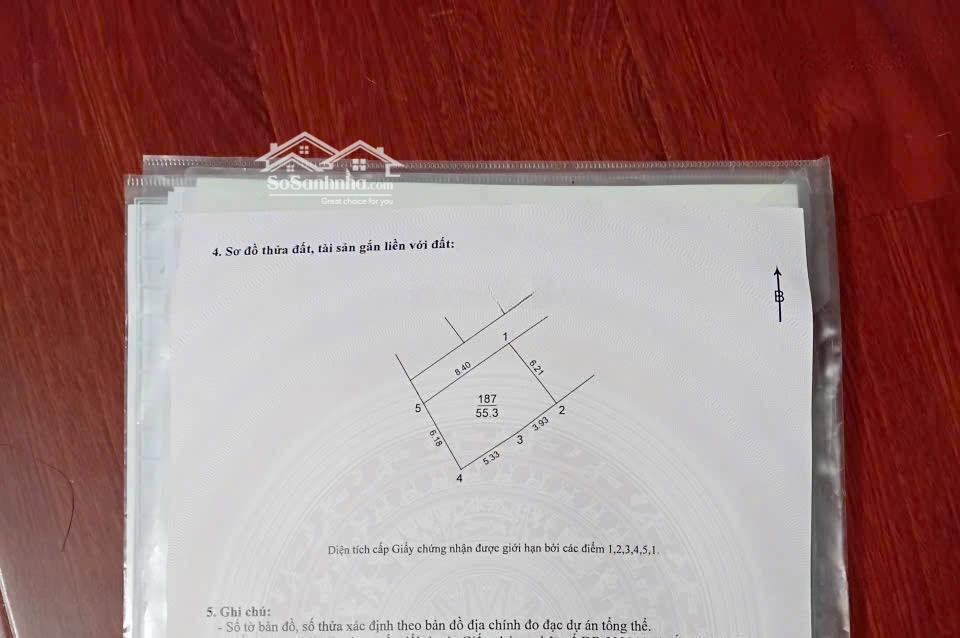 SoSanhnha.com
Great choice for you
4. Sơ đồ thửa đất, tài sản gắn liền với đất:
B
1
8.40
6.21
187
55.3
5
2
3.93
3
6.18
5.33
4
Diện tích cấp Giấy chứng nhận được giới hạn bởi các điểm 1,2,3,4,5,1.
5. Ghi chú:
- Số tờ bản đồ, số thửa xác định theo bản đồ địa chính đo đạc dự án tổng thể.